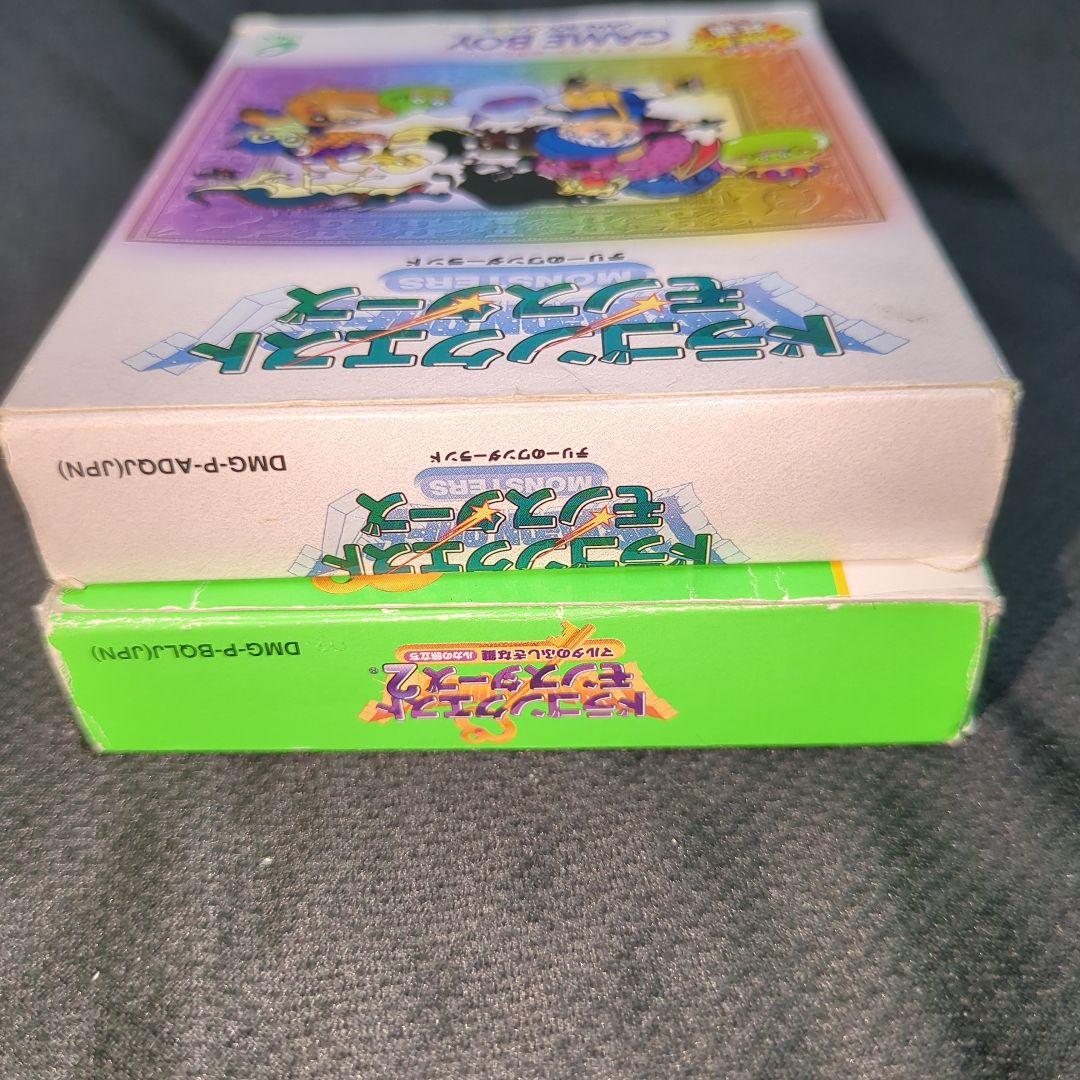 GAME BOY
ドラゴンクエスト
モンスターズ
MONSTERS
テリーのワンダーランド
DMG-P-ADQJ(JPN)
ドラゴンクエスト
モンスターズ
MONSTERS
テリーのワンダーランド
DMG-P-BQLJ(JPN)
ドラゴンクエスト
モンスターズ2
マルタのふしぎな鍵 ルカの旅立ち